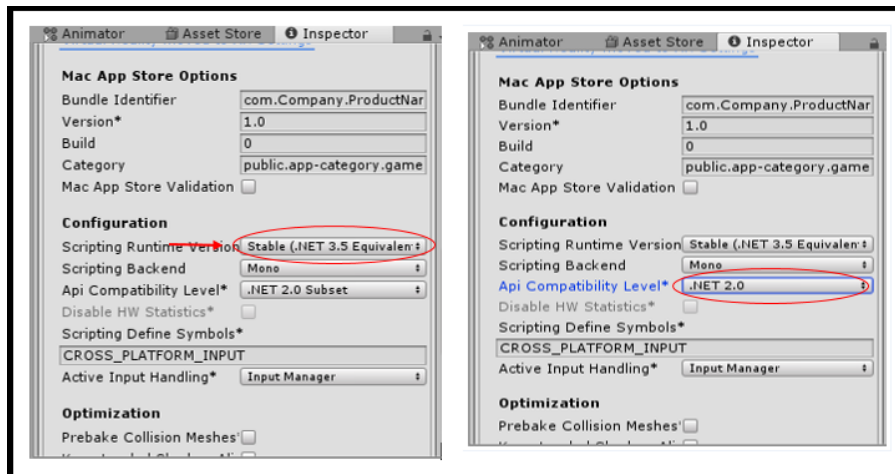 Animator Asset Store Inspector
Mac App Store Options
Bundle Identifier com.Company.ProductNar
Version* 1.0
Build 0
Category public.app-category.game
Mac App Store Validation
Configuration
Scripting Runtime Version Stable (.NET 3.5 Equivalen
Scripting Backend Mono
Api Compatibility Level* .NET 2.0 Subset
Disable HW Statistics*
Scripting Define Symbols*
CROSS_PLATFORM_INPUT
Active Input Handling* Input Manager
Optimization
Prebake Collision Meshes*
Animator Asset Store Inspector
Mac App Store Options
Bundle Identifier com.Company.ProductNar
Version* 1.0
Build 0
Category public.app-category.game
Mac App Store Validation
Configuration
Scripting Runtime Version Stable (.NET 3.5 Equivalen
Scripting Backend Mono
Api Compatibility Level* .NET 2.0
Disable HW Statistics*
Scripting Define Symbols*
CROSS_PLATFORM_INPUT
Active Input Handling* Input Manager
Optimization
Prebake Collision Meshes*